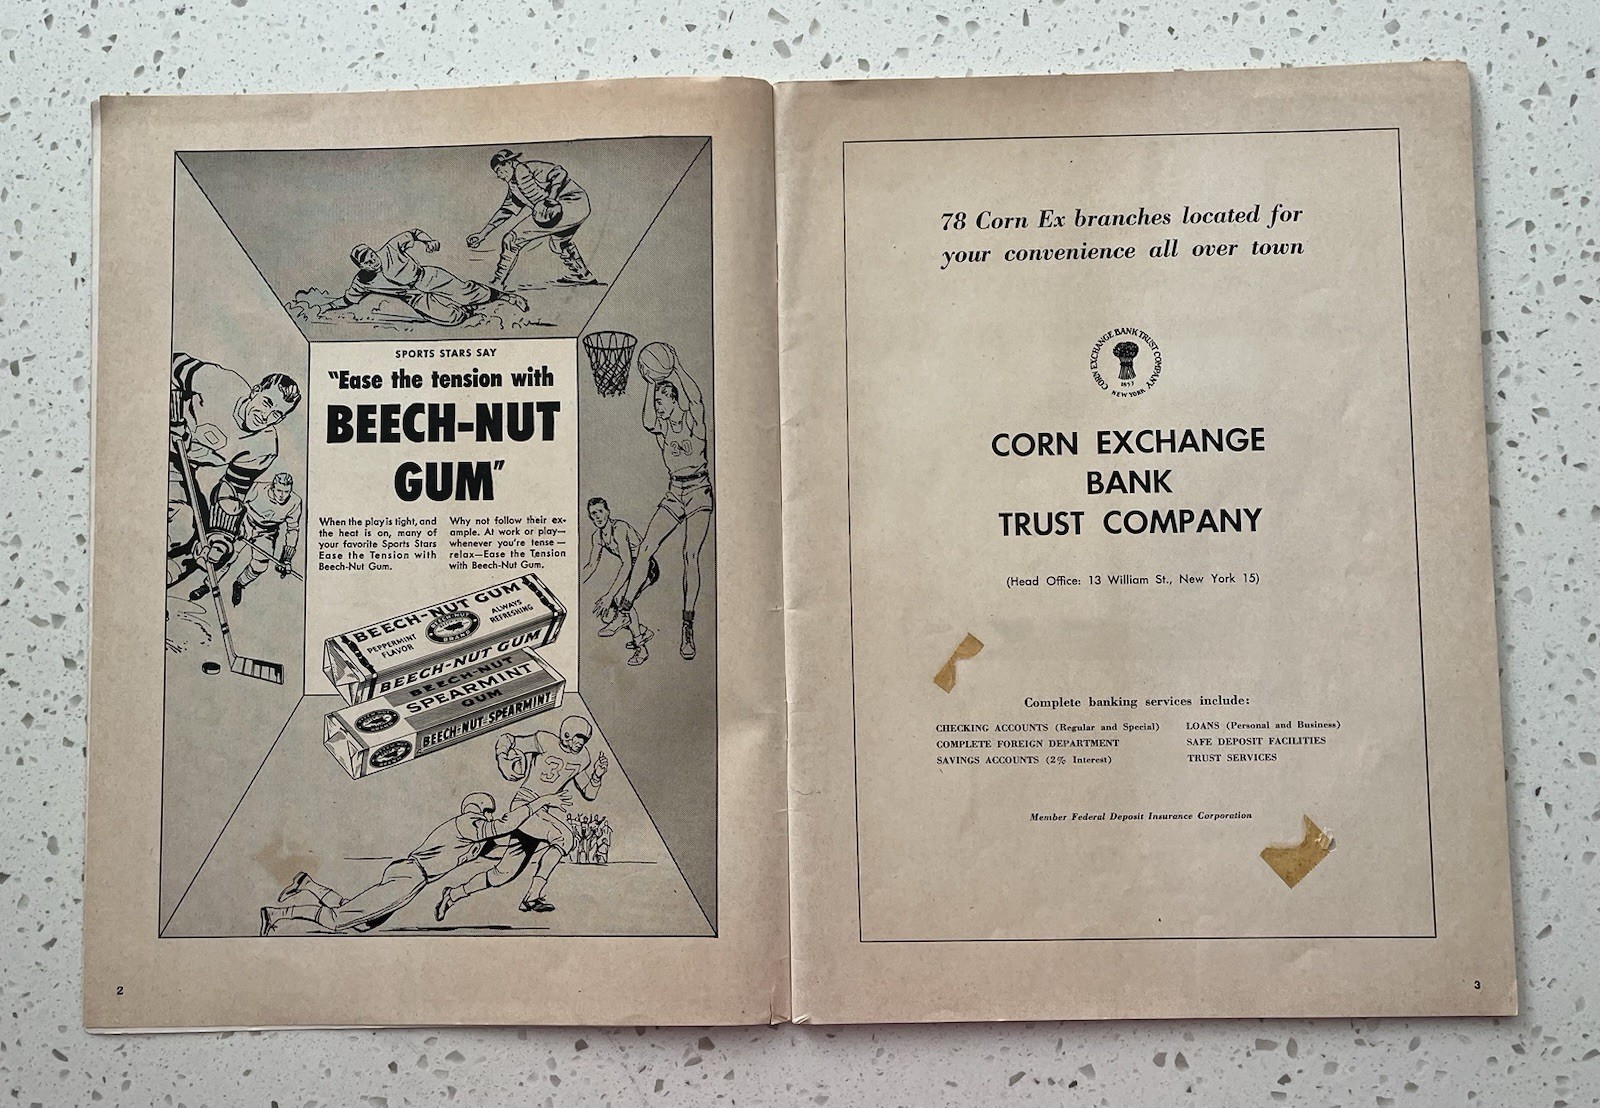 SPORTS STARS SAY
"Ease the tension with
BEECH-NUT
GUM"
When the play is tight, and
the heat is on, many of
your favorite Sports Stars
Ease the Tension with
Beech-Nut Gum.
Why not follow their ex-
ample. At work or play—
whenever you're tense—
relax—Ease the Tension
with Beech-Nut Gum.
BEECH-NUT GUM
PEPPERMINT
FLAVOR
BEECH-NUT
BRAND
ALWAYS
REFRESHING
BEECH-NUT GUM
BEECH-NUT
SPEARMINT
GUM
BEECH-NUT SPEARMINT
30
37
2
78 Corn Ex branches located for
your convenience all over town
CORN EXCHANGE BANK TRUST COMPANY
1853
NEW YORK
CORN EXCHANGE
BANK
TRUST COMPANY
(Head Office: 13 William St., New York 15)
Complete banking services include:
CHECKING ACCOUNTS (Regular and Special)
COMPLETE FOREIGN DEPARTMENT
SAVINGS ACCOUNTS (2% Interest)
LOANS (Personal and Business)
SAFE DEPOSIT FACILITIES
TRUST SERVICES
Member Federal Deposit Insurance Corporation
3